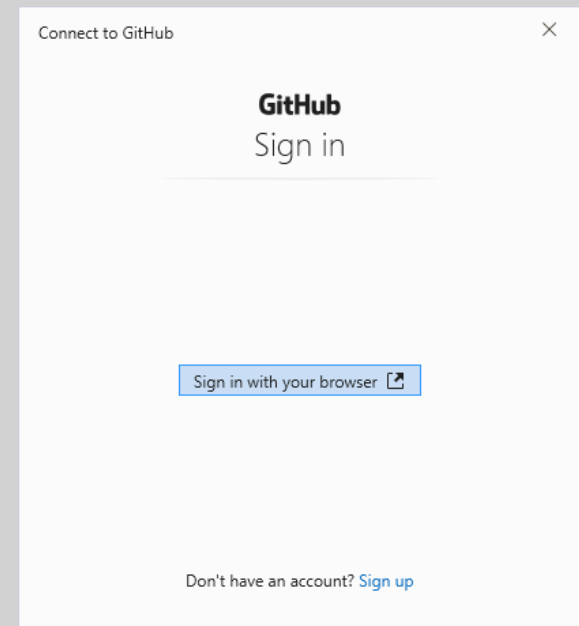 Connect to GitHub
GitHub
Sign in
Sign in with your browser
Don't have an account? Sign up